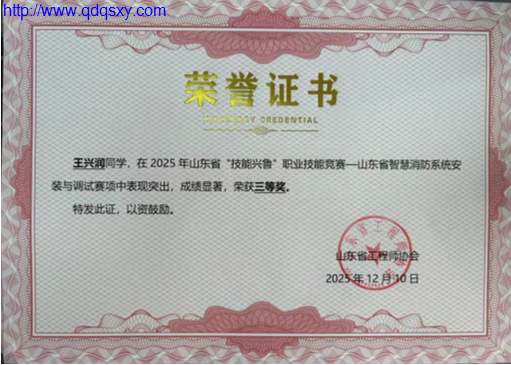 http://www.qdqsxy.com
荣誉证书
HONORARY CREDENTIAL
王兴润同学，在 2025 年山东省“技能兴鲁”职业技能竞赛—山东省智慧消防系统安
装与调试赛项中表现突出，成绩显著，荣获三等奖。
特发此证，以资鼓励。
山东省工程师协会
2025 年 12 月 10 日